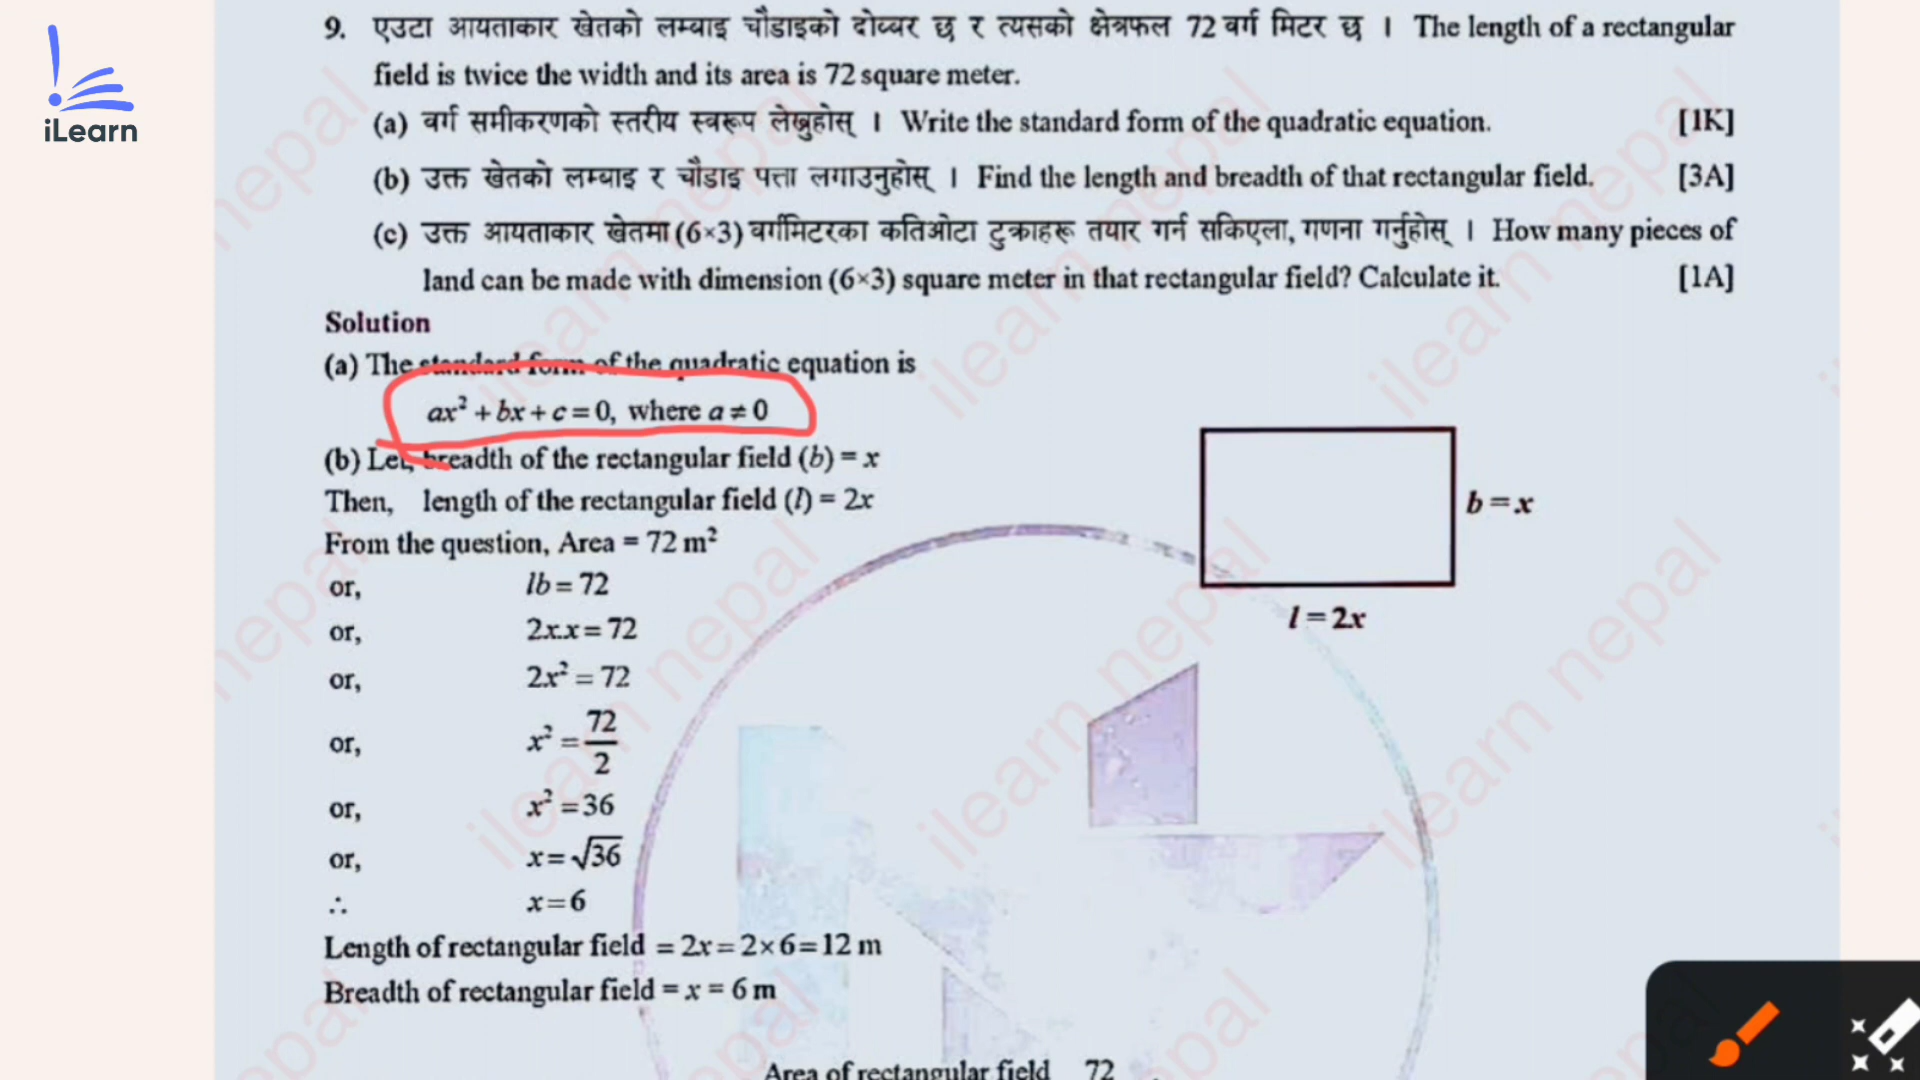 iLearn
9. एउटा आयताकार खेतको लम्बाइ चौडाइको दोब्बर छ र त्यसको क्षेत्रफल 72 वर्ग मिटर छ । The length of a rectangular
field is twice the width and its area is 72 square meter.
(a) वर्ग समीकरणको स्तरीय स्वरूप लेख्नुहोस् । Write the standard form of the quadratic equation. [1K]
(b) उक्त खेतको लम्बाइ र चौडाइ पत्ता लगाउनुहोस् । Find the length and breadth of that rectangular field. [3A]
(c) उक्त आयताकार खेतमा (6×3) वर्गमिटरका कतिओटा टुक्राहरू तयार गर्न सकिएला, गणना गर्नुहोस् । How many pieces of
land can be made with dimension (6×3) square meter in that rectangular field? Calculate it. [1A]
Solution
(a) The standard form of the quadratic equation is
ax² + bx + c = 0, where a ≠ 0
(b) Let, breadth of the rectangular field (b) = x
Then, length of the rectangular field (l) = 2x
From the question, Area = 72 m²
or, lb = 72
or, 2x.x = 72
or, 2x² = 72
or, x² = 72/2
or, x² = 36
or, x = √36
∴ x = 6
Length of rectangular field = 2x = 2×6 = 12 m
Breadth of rectangular field = x = 6 m
b = x
l = 2x
Area of rectangular field 72
ilearn nepal